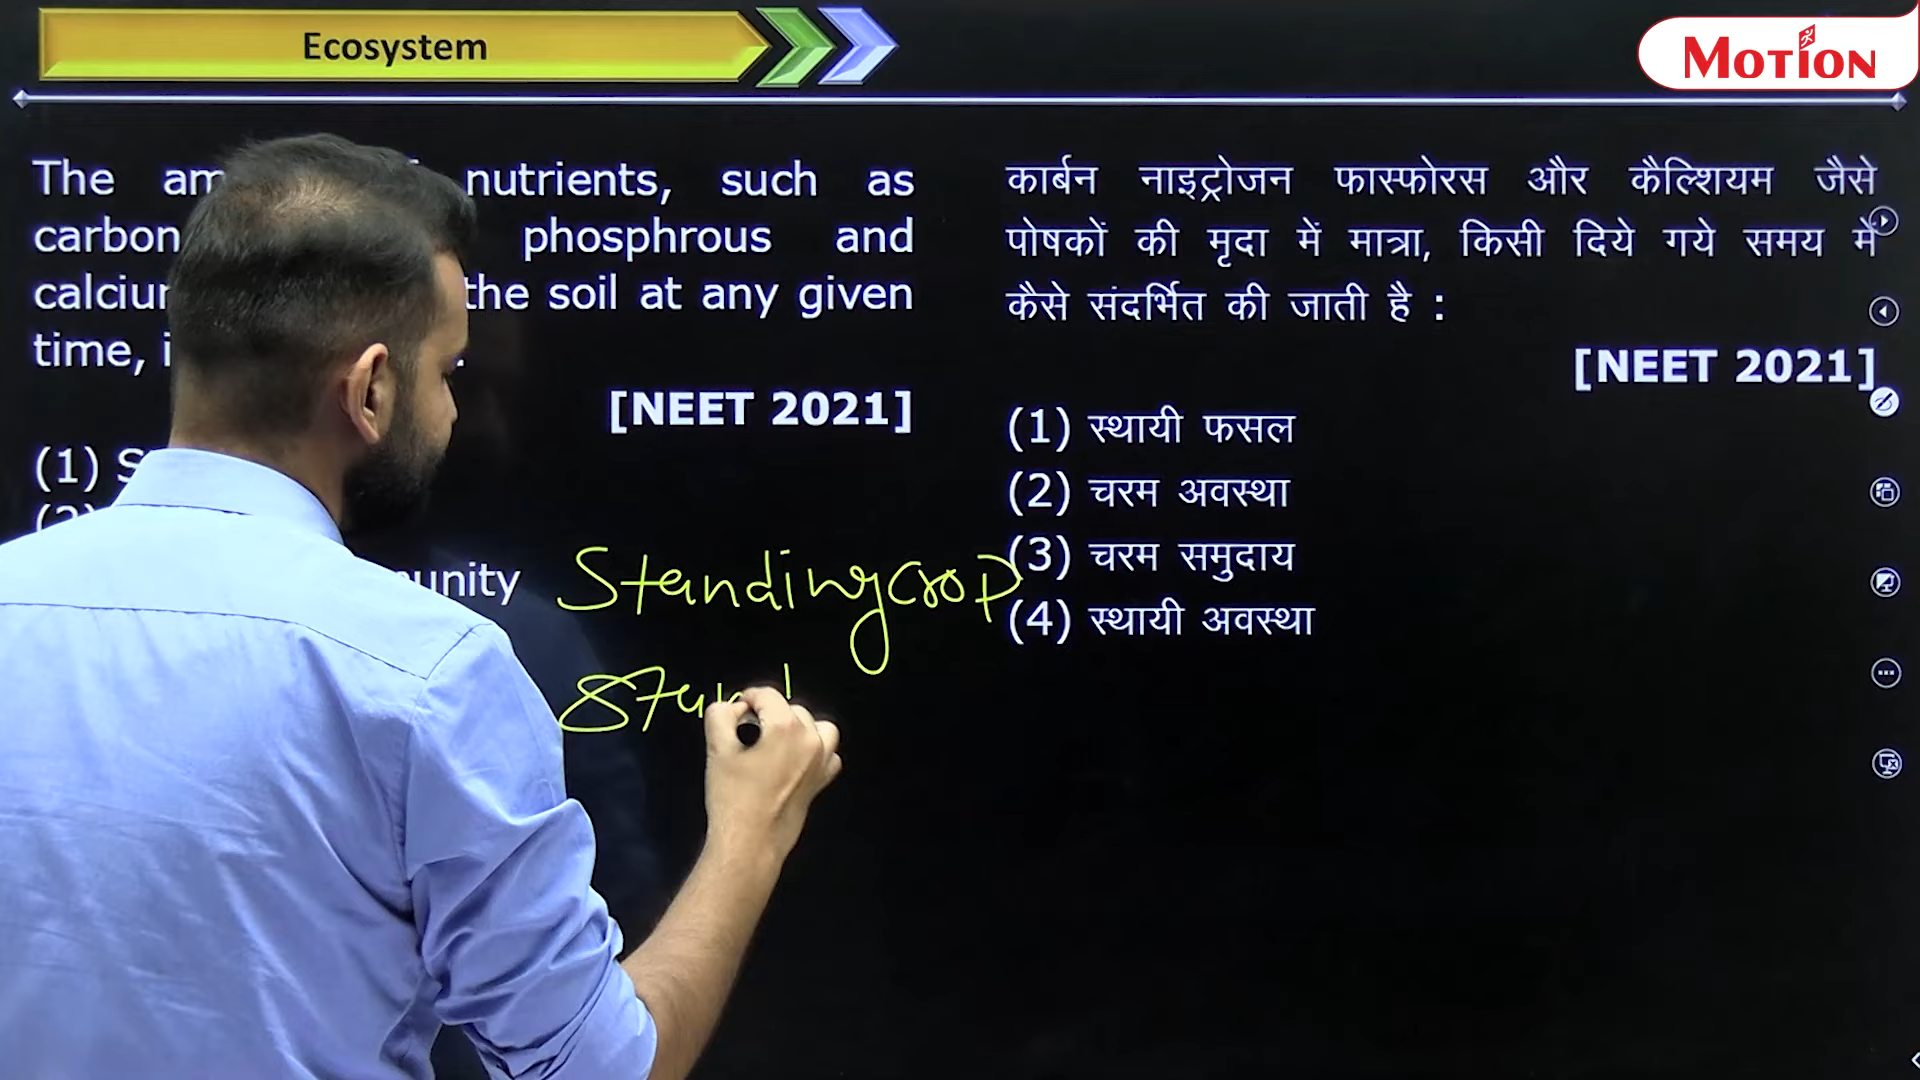 Ecosystem
MOTION
The nutrients, such as
carbon phosphrous and
the soil at any given
time,
[NEET 2021]
(1)
unity
Standingcrop
कार्बन नाइट्रोजन फास्फोरस और कैल्शियम जैसे
पोषकों की मृदा में मात्रा, किसी दिये गये समय में
कैसे संदर्भित की जाती है :
[NEET 2021]
(1) स्थायी फसल
(2) चरम अवस्था
(3) चरम समुदाय
(4) स्थायी अवस्था